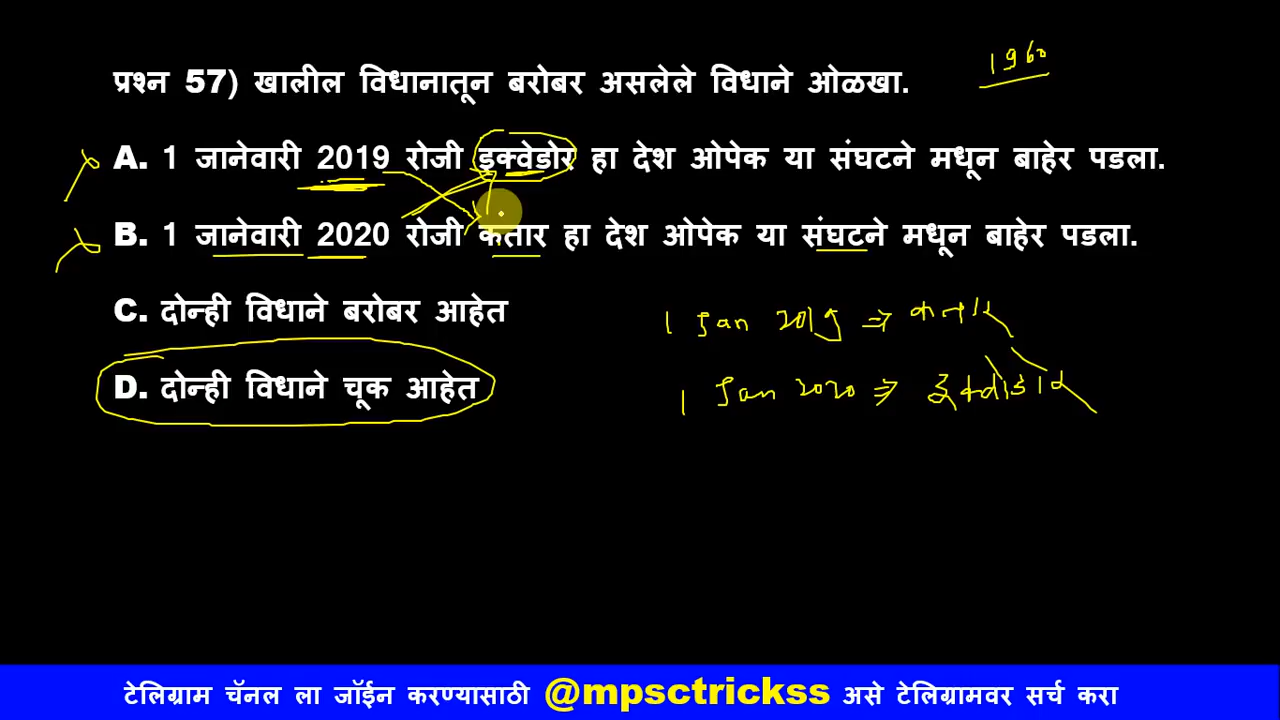 1960
प्रश्न 57) खालील विधानातून बरोबर असलेले विधाने ओळखा.
A. 1 जानेवारी 2019 रोजी इक्वेडोर हा देश ओपेक या संघटने मधून बाहेर पडला.
B. 1 जानेवारी 2020 रोजी कतार हा देश ओपेक या संघटने मधून बाहेर पडला.
C. दोन्ही विधाने बरोबर आहेत
1 Jan 2019 ⇒
D. दोन्ही विधाने चूक आहेत
1 Jan 2020 ⇒
टेलिग्राम चॅनल ला जॉईन करण्यासाठी @mpsctrickss असे टेलिग्रामवर सर्च करा